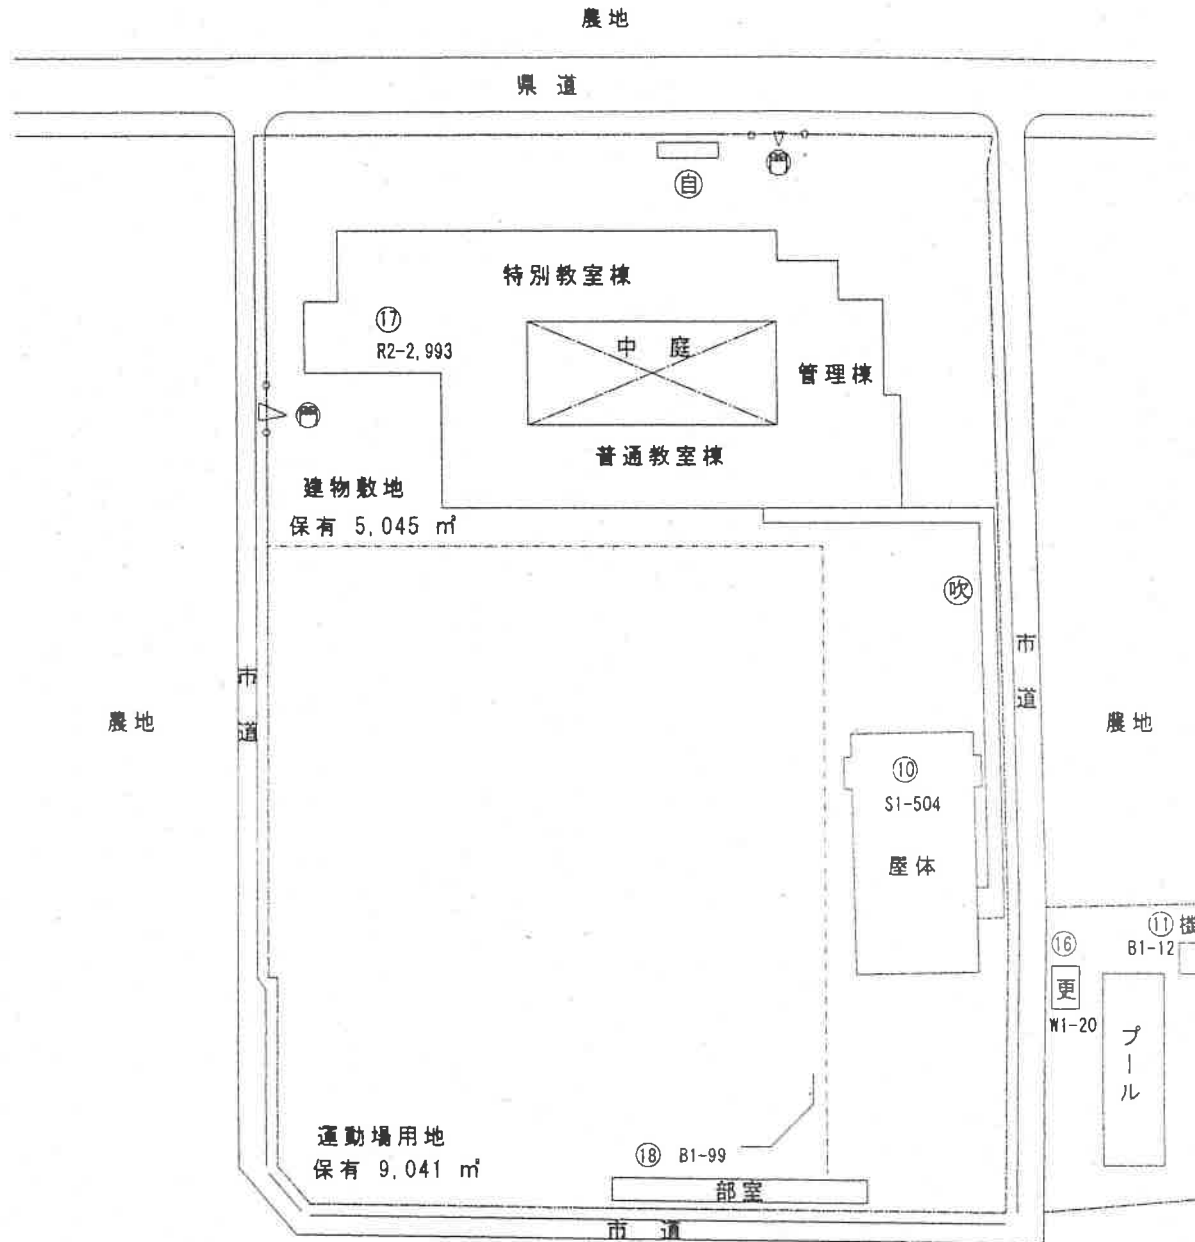 農地
県道
自
特別教室棟
⑰
R2-2,993
中庭
管理棟
普通教室棟
建物敷地
保有 5,045 ㎡
吹
市道
市道
農地
農地
⑩
S1-504
屋体
⑯
更
W1-20
⑪
B1-12
プール
運動場用地
保有 9,041 ㎡
⑱ B1-99
部室
市道